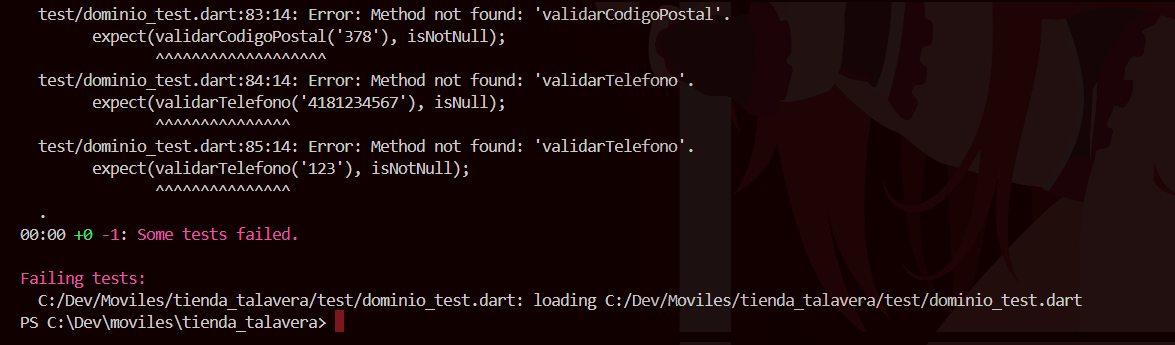 test/dominio_test.dart:83:14: Error: Method not found: 'validarCodigoPostal'.
expect(validarCodigoPostal('378'), isNotNull);
^^^^^^^^^^^^^^^^^^^
test/dominio_test.dart:84:14: Error: Method not found: 'validarTelefono'.
expect(validarTelefono('4181234567'), isNull);
^^^^^^^^^^^^^^^
test/dominio_test.dart:85:14: Error: Method not found: 'validarTelefono'.
expect(validarTelefono('123'), isNotNull);
^^^^^^^^^^^^^^^
.
00:00 +0 -1: Some tests failed.
Failing tests:
C:/Dev/Moviles/tienda_talavera/test/dominio_test.dart: loading C:/Dev/Moviles/tienda_talavera/test/dominio_test.dart
PS C:\Dev\moviles\tienda_talavera>